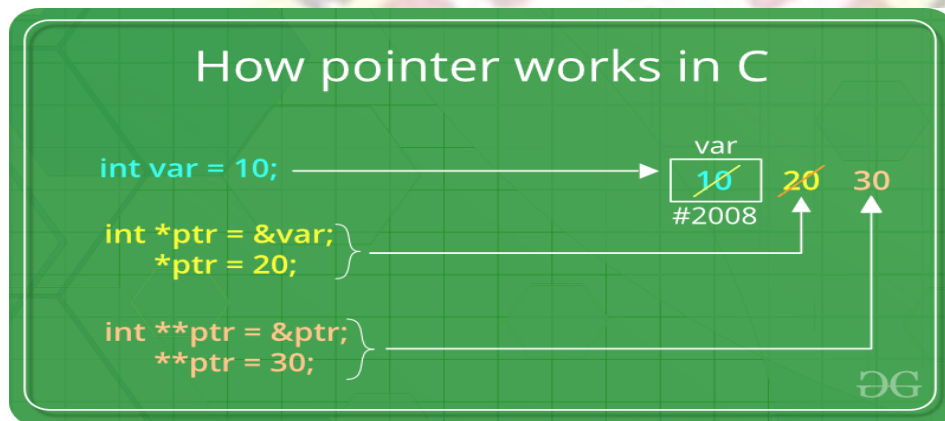 How pointer works in C
var
int var = 10;
10 20 30
#2008
int *ptr = &var;
*ptr = 20;
int **ptr = &ptr;
**ptr = 30;
GG